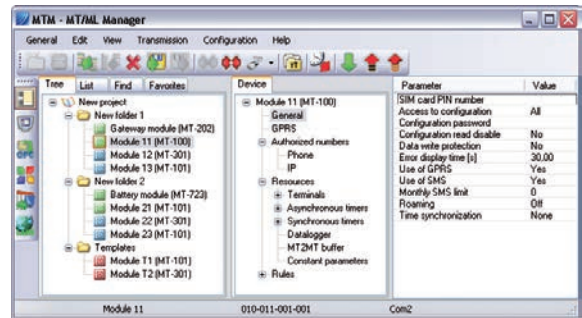 MTM - MT/ML Manager
General Edit View Transmission Configuration Help
Tree List Find Favorites
New project
New folder 1
Gateway module (MT-202)
Module 11 (MT-100)
Module 12 (MT-301)
Module 13 (MT-101)
New folder 2
Battery module (MT-723)
Module 21 (MT-101)
Module 22 (MT-301)
Module 23 (MT-101)
Templates
Module T1 (MT-101)
Module T2 (MT-301)
Device
Module 11 (MT-100)
General
GPRS
Authorized numbers
Phone
IP
Resources
Terminals
Asynchronous timers
Synchronous timers
Datalogger
MT2MT buffer
Constant parameters
Rules
Parameter Value
SIM card PIN number
Access to configuration All
Configuration password
Configuration read disable No
Data write protection No
Error display time [s] 30,00
Use of GPRS Yes
Use of SMS Yes
Monthly SMS limit 0
Roaming Off
Time synchronization None
OPC
Module 11 010-011-001-001 Com2